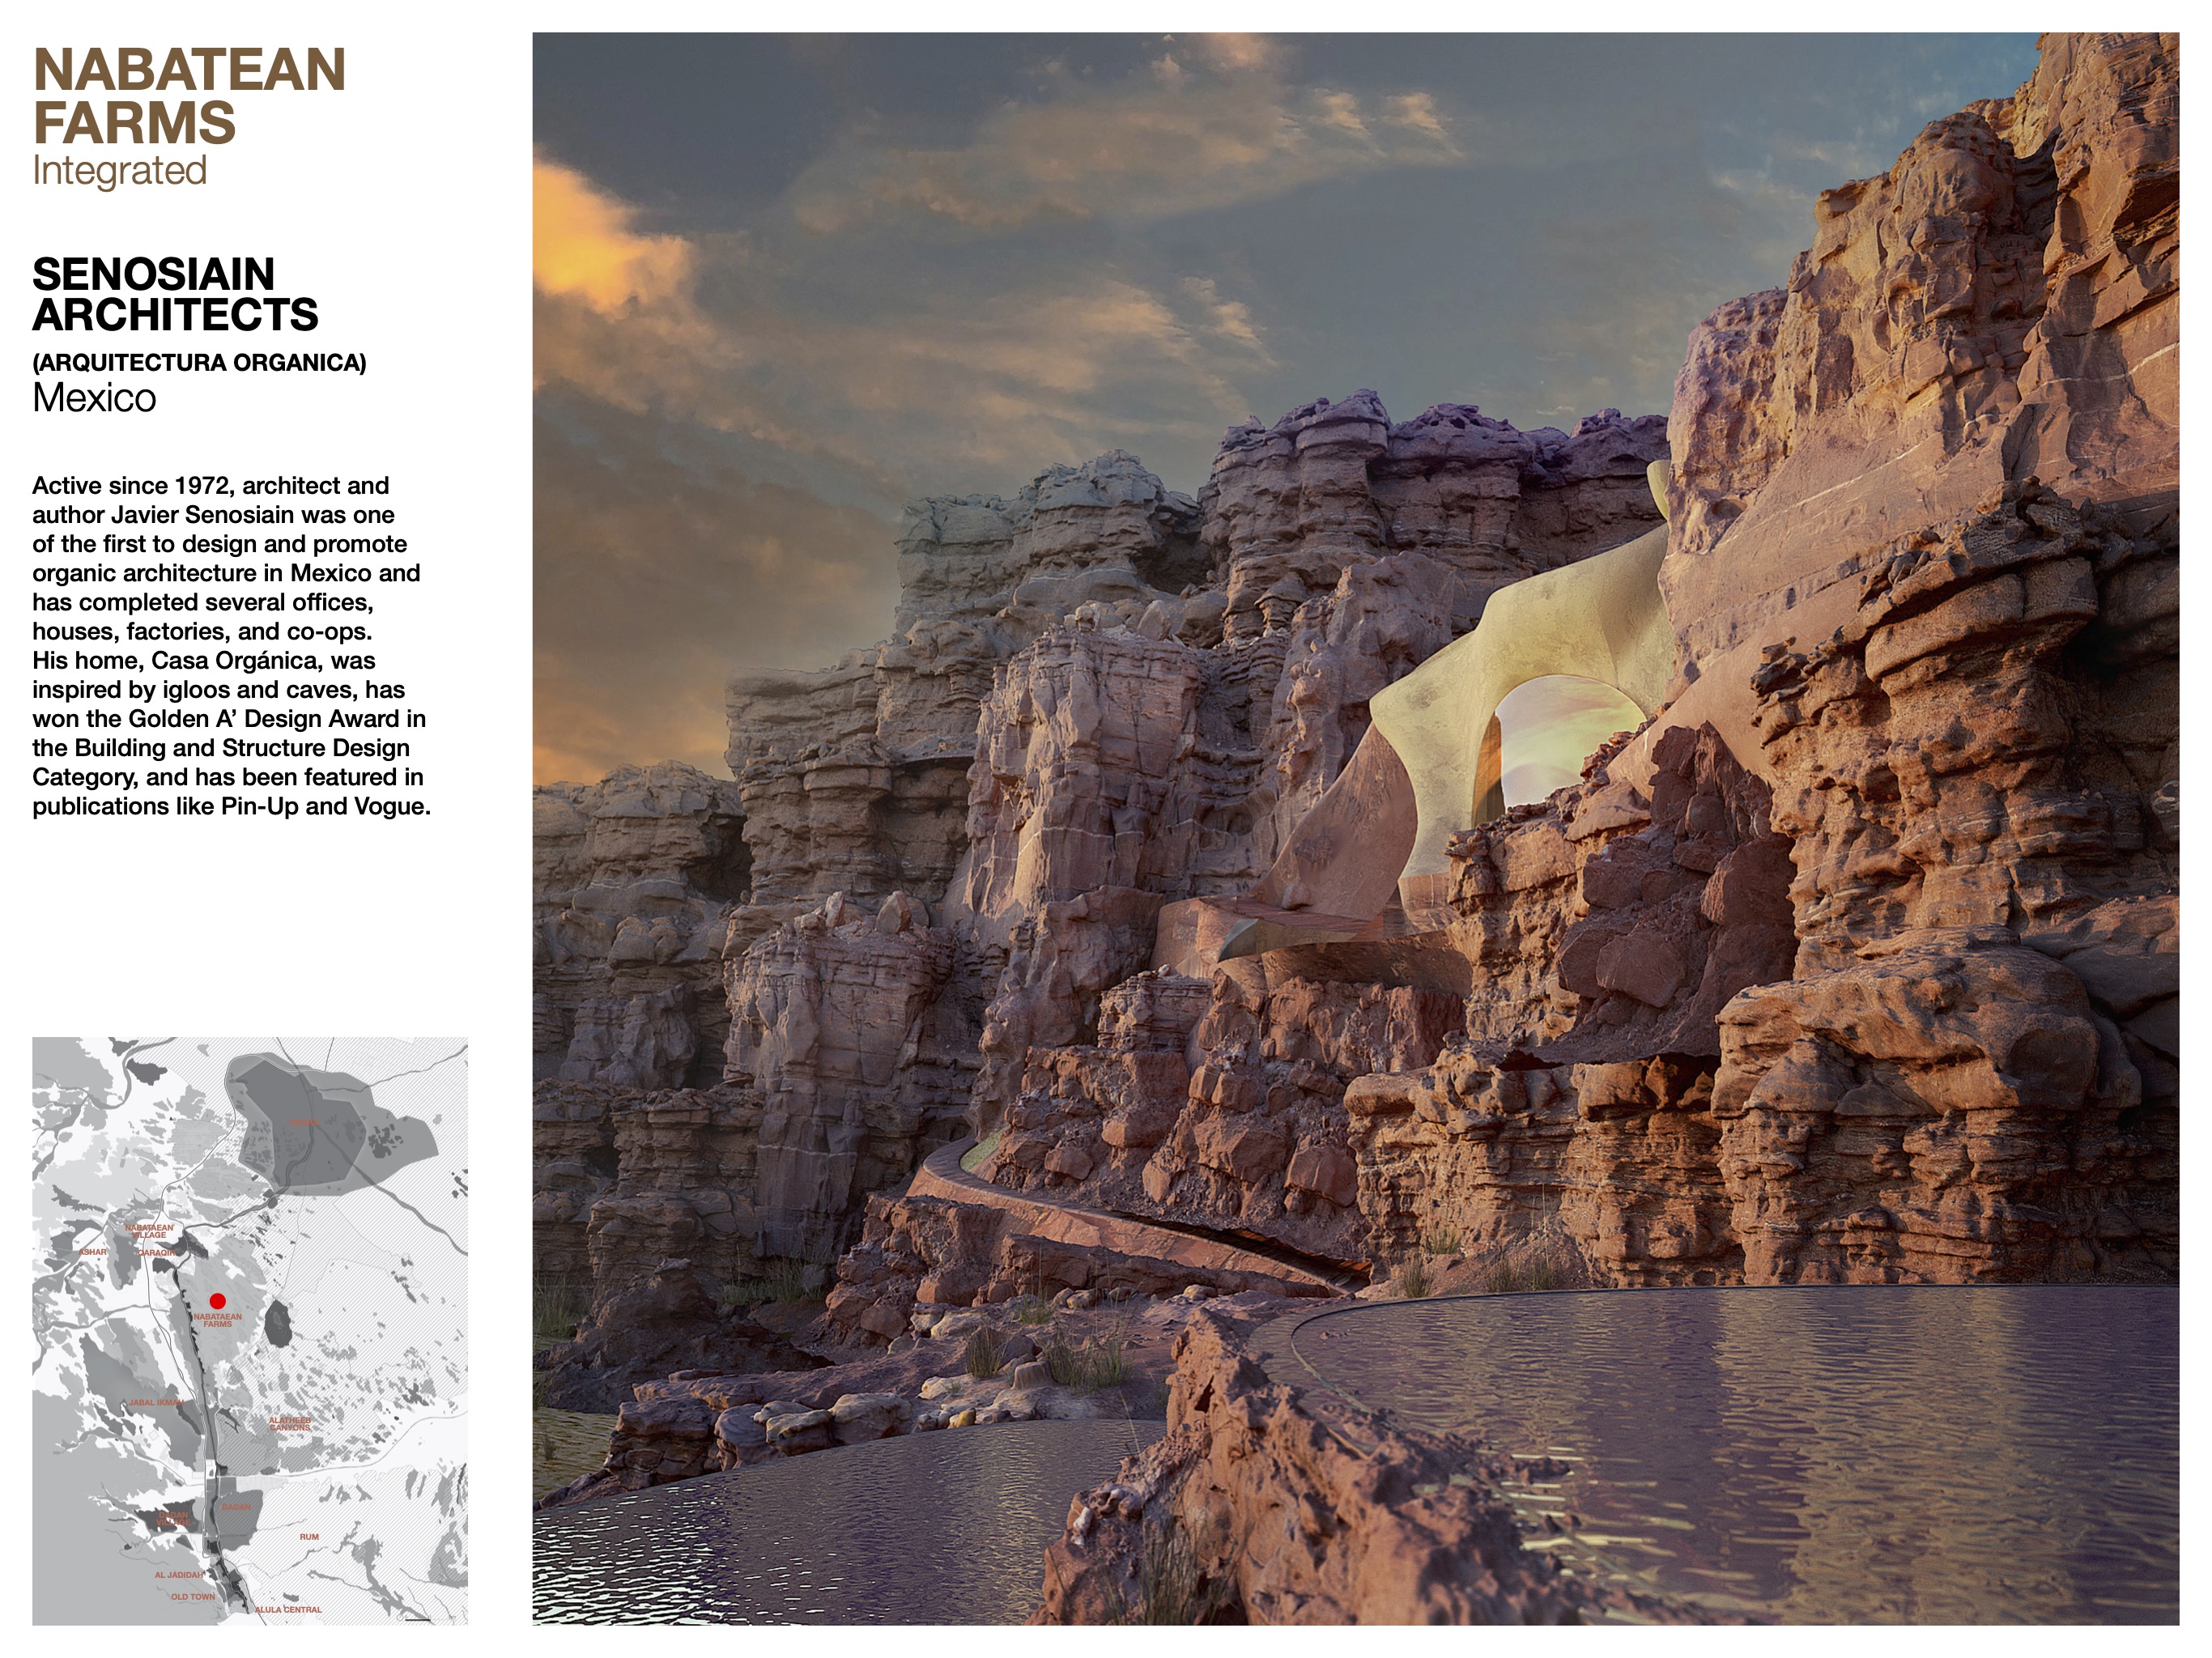 NABATEAN
FARMS
Integrated
SENOSIAIN
ARCHITECTS
(ARQUITECTURA ORGANICA)
Mexico
Active since 1972, architect and
author Javier Senosiain was one
of the first to design and promote
organic architecture in Mexico and
has completed several offices,
houses, factories, and co-ops.
His home, Casa Orgánica, was
inspired by igloos and caves, has
won the Golden A’ Design Award in
the Building and Structure Design
Category, and has been featured in
publications like Pin-Up and Vogue.
NABATAEAN
VILLAGE
ASHAR
QARAQIR
NABATAEAN
FARMS
JABAL IKMAH
ALATHEEB
CANYONS
DADAN
RUM
AL JADIDAH
OLD TOWN
ALULA CENTRAL